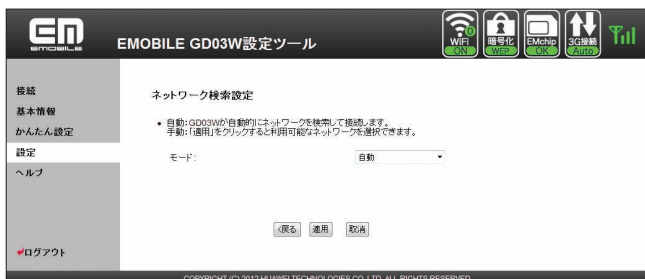 EM
EMOBILE
EMOBILE GD03W設定ツール
WiFi
ON
暗号化
WEP
EMchip
OK
3G接続
Auto
接続
基本情報
かんたん設定
設定
ヘルプ
ログアウト
ネットワーク検索設定
• 自動:GD03Wが自動的にネットワークを検索して接続します。
手動:「適用」をクリックすると利用可能なネットワークを選択できます。
モード:
自動
<戻る
適用
取消
COPYRIGHT (C) 2012 HUAWEI TECHNOLOGIES CO., LTD. ALL RIGHTS RESERVED.